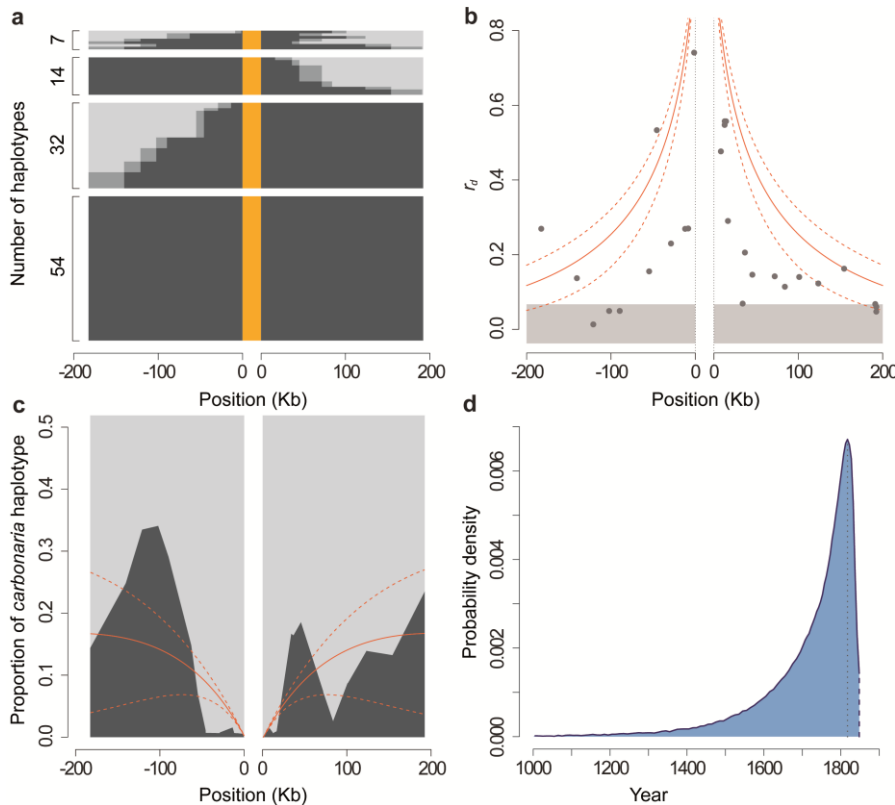 a
Number of haplotypes
7
14
32
54
-200 -100 0 0 100 200
Position (Kb)
b
r_d
0.8
0.6
0.4
0.2
0.0
-200 -100 0 0 100 200
Position (Kb)
c
Proportion of carbonaria haplotype
0.5
0.4
0.3
0.2
0.1
0.0
-200 -100 0 0 100 200
Position (Kb)
d
Probability density
0.006
0.004
0.002
0.000
1000 1200 1400 1600 1800
Year